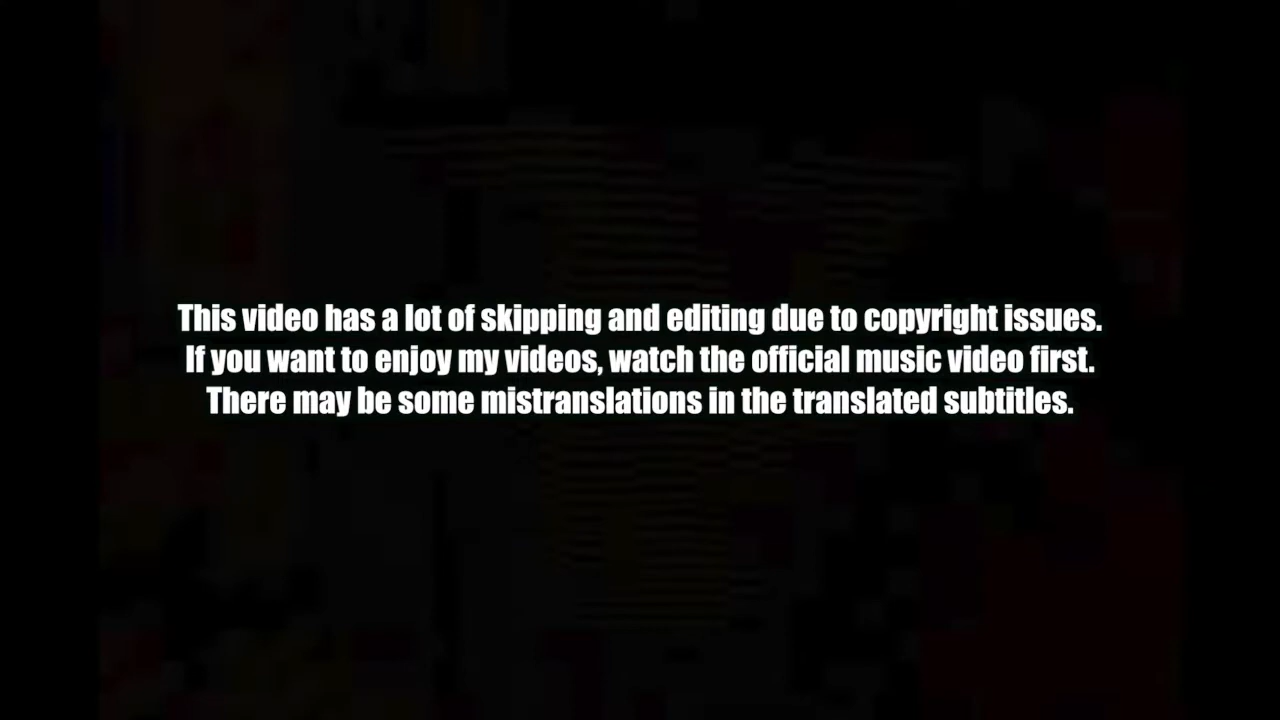 This video has a lot of skipping and editing due to copyright issues.
If you want to enjoy my videos, watch the official music video first.
There may be some mistranslations in the translated subtitles.